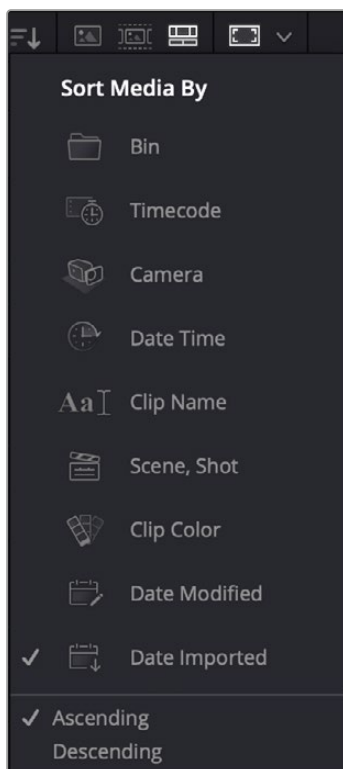 Sort Media By
Bin
Timecode
Camera
Date Time
Aa Clip Name
Scene, Shot
Clip Color
Date Modified
Date Imported
Ascending
Descending